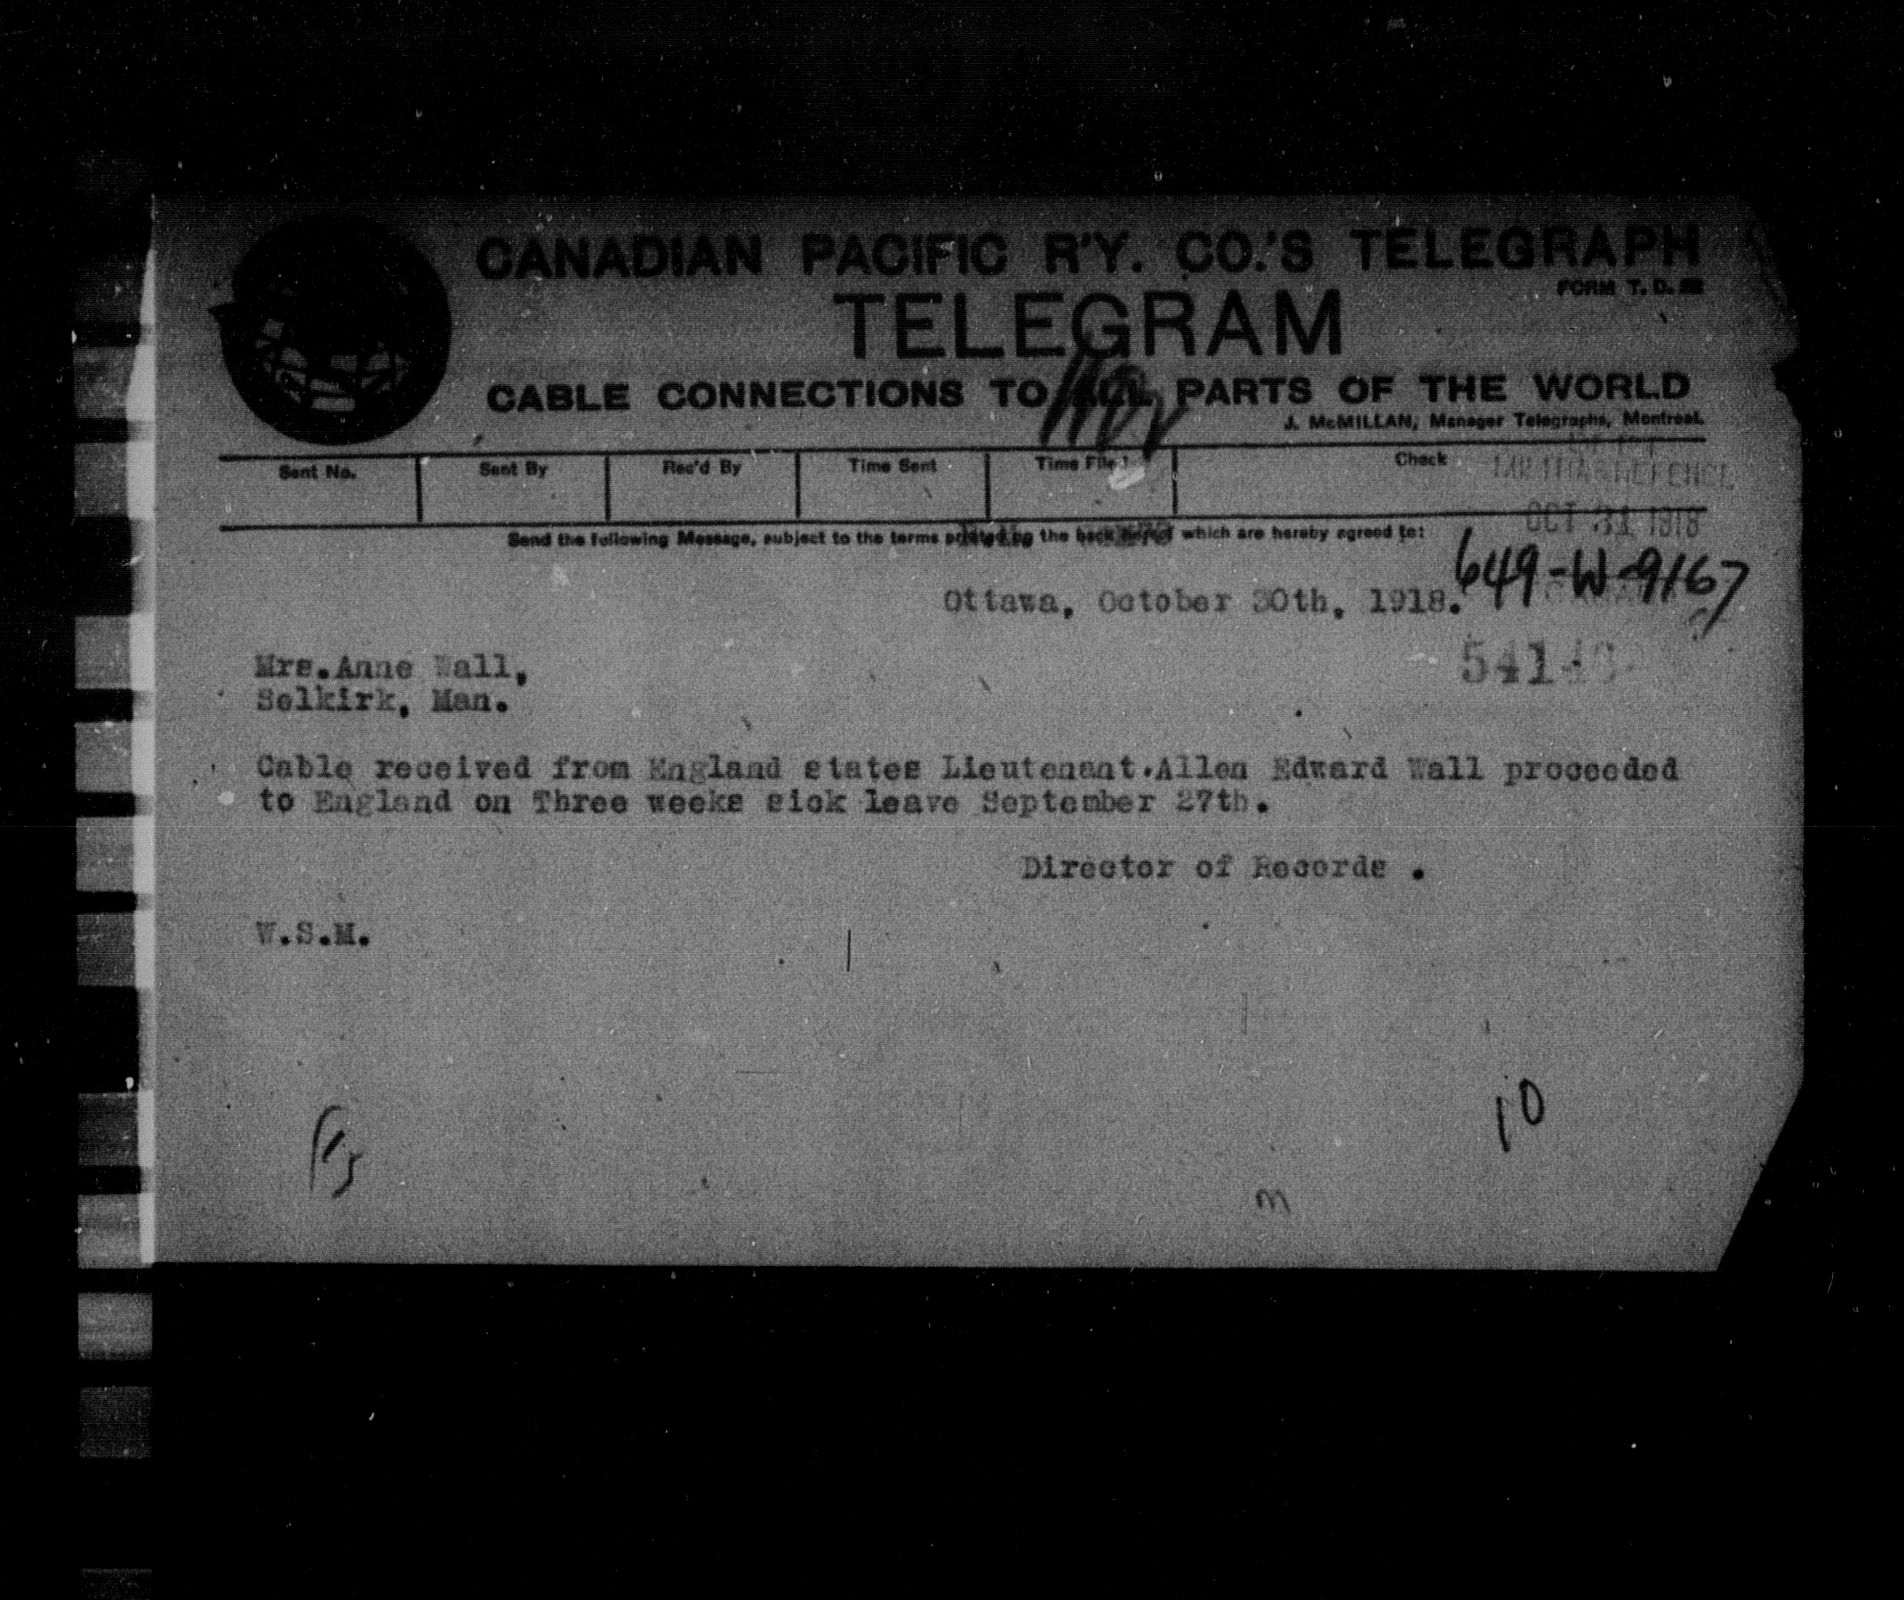 CANADIAN PACIFIC R'Y. CO.'S TELEGRAPH
FORM T. D.
TELEGRAM
CABLE CONNECTIONS TO ALL PARTS OF THE WORLD
J. McMILLAN, Manager Telegraphs, Montreal.
Sent No. Sent By Rec'd By Time Sent Time Filed Check
OCT 31 1918
Send the following Message, subject to the terms printed on the back hereof which are hereby agreed to:
649-W-9167
Ottawa, October 30th, 1918.
Mrs.Anne Wall,
Selkirk, Man.
Cable received from England states Lieutenant.Allen Edward Wall proceeded
to England on Three weeks sick leave September 27th.
Director of Records .
W.S.M.
10
m